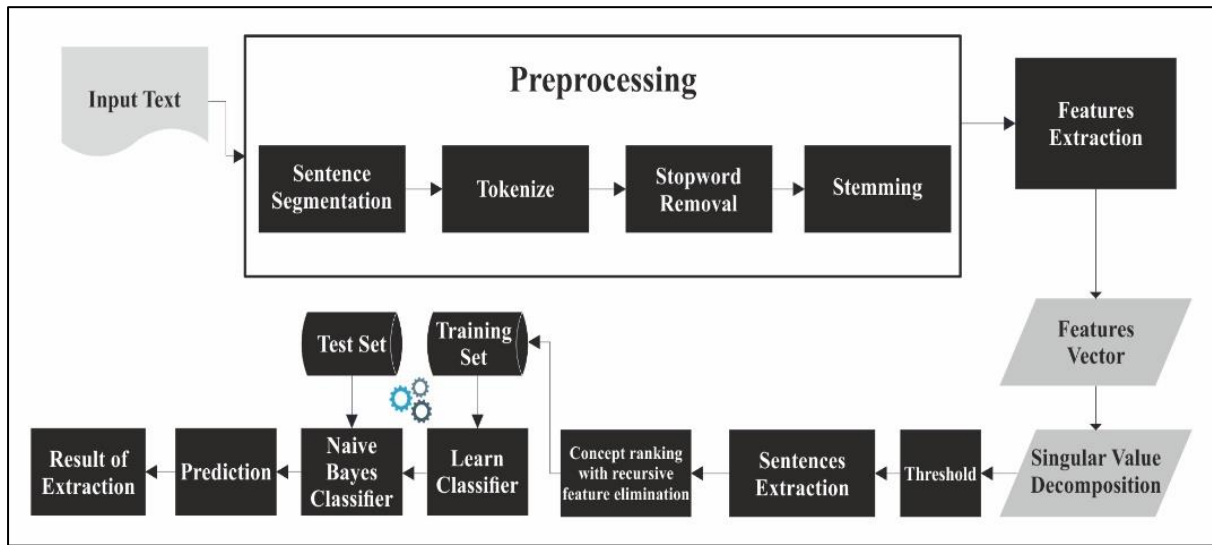 Preprocessing
Input Text
Features
Extraction
Sentence
Segmentation
Tokenize
Stopword
Removal
Stemming
Features
Vector
Test Set
Training
Set
Result of
Extraction
Prediction
Naive
Bayes
Classifier
Learn
Classifier
Concept ranking
with recursive
feature elimination
Sentences
Extraction
Threshold
Singular Value
Decomposition